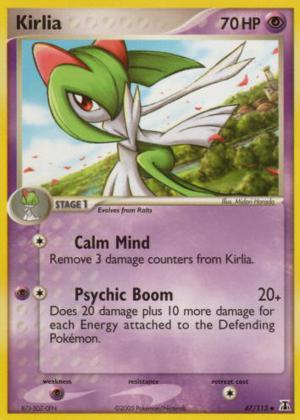 Kirlia 70 HP
Illus. Midori Harada
STAGE 1
Evolves from Ralts
Calm Mind
Remove 3 damage counters from Kirlia.
Psychic Boom 20+
Does 20 damage plus 10 more damage for
each Energy attached to the Defending
Pokémon.
weakness resistance retreat cost
©2005 Pokémon/Nintendo 47/113